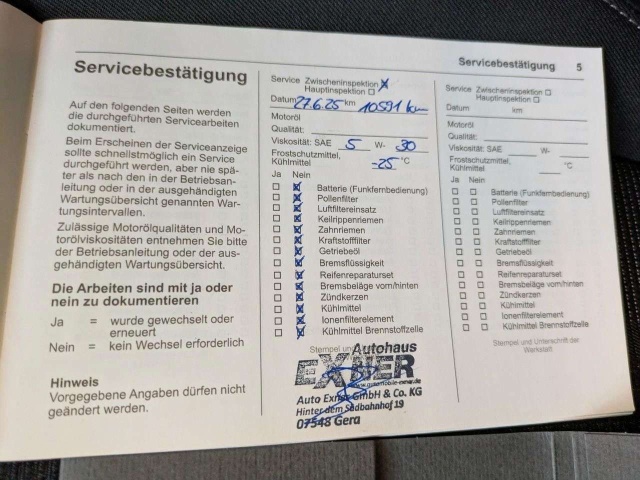 Servicebestätigung 5
Servicebestätigung
Auf den folgenden Seiten werden
die durchgeführten Servicearbeiten
dokumentiert.
Beim Erscheinen der Serviceanzeige
sollte schnellstmöglich ein Service
durchgeführt werden, aber nie spä-
ter als nach den in der Betriebsan-
leitung oder in der ausgehändigten
Wartungsübersicht genannten War-
tungsintervallen.
Zulässige Motorölqualitäten und Mo-
torölviskositäten entnehmen Sie bitte
der Betriebsanleitung oder der aus-
gehändigten Wartungsübersicht.
Die Arbeiten sind mit ja oder
nein zu dokumentieren
Ja = wurde gewechselt oder
erneuert
Nein = kein Wechsel erforderlich
Hinweis
Vorgegebene Angaben dürfen nicht
geändert werden.
Service Zwischeninspektion
Hauptinspektion
Datum 27.6.25 km 10591 km
Motoröl
Qualität:
Viskosität: SAE 5 W- 30
Frostschutzmittel,
Kühlmittel -25 °C
Ja Nein
Batterie (Funkfernbedienung)
Pollenfilter
Luftfiltereinsatz
Keilrippenriemen
Zahnriemen
Kraftstofffilter
Getriebeöl
Bremsflüssigkeit
Reifenreparaturset
Bremsbeläge vorn/hinten
Zündkerzen
Kühlmittel
Ionenfilterelement
Kühlmittel Brennstoffzelle
Stempel und
Autohaus
EXNER
Auto Exner GmbH & Co. KG
Hinter dem Südbahnhof 19
07548 Gera
Service Zwischeninspektion
Hauptinspektion
Datum km
Motoröl
Qualität:
Viskosität: SAE W-
Frostschutzmittel,
Kühlmittel °C
Ja Nein
Batterie (Funkfernbedienung)
Pollenfilter
Luftfiltereinsatz
Keilrippenriemen
Zahnriemen
Kraftstofffilter
Getriebeöl
Bremsflüssigkeit
Reifenreparaturset
Bremsbeläge vorn/hinten
Zündkerzen
Kühlmittel
Ionenfilterelement
Kühlmittel Brennstoffzelle
Stempel und Unterschrift der
Werkstatt